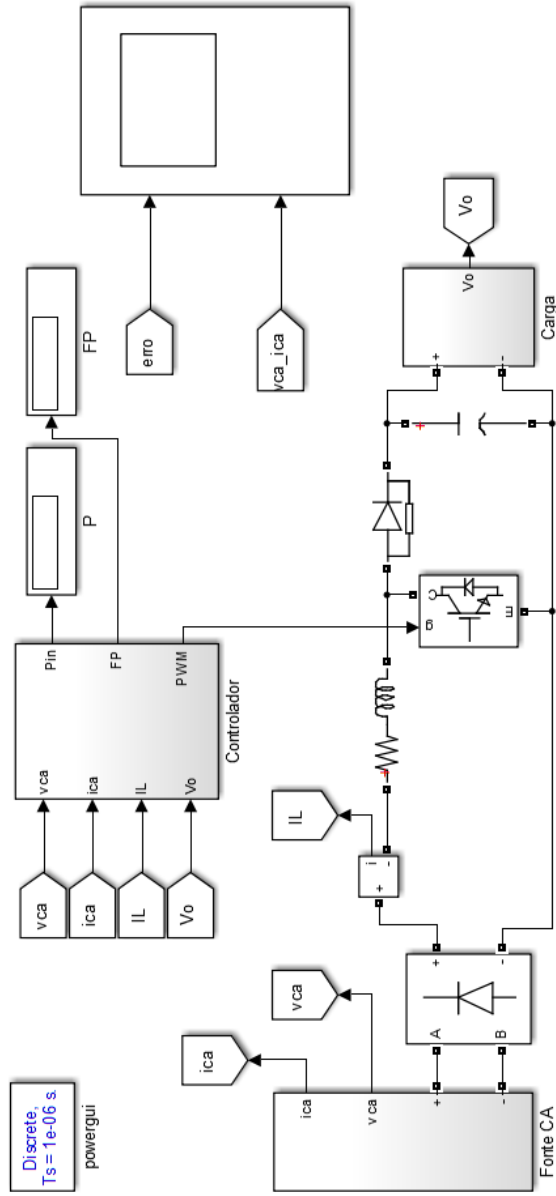 Discrete,
Ts = 1e-06 s.
powergui
vca
ica
IL
Vo
vca
ica
IL
Vo
Pin
FP
PWM
Controlador
P
FP
erro
vca_ica
ica
vca
ica
vca
+
-
Fonte CA
A
B
+
-
+
i
-
IL
+
g
C
E
+
+
-
Vo
Carga
Vo